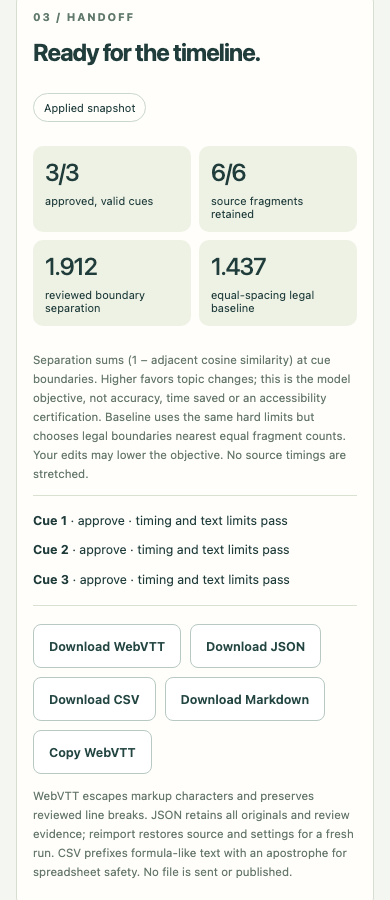 03 / HANDOFF
Ready for the timeline.
Applied snapshot
3/3
approved, valid cues
6/6
source fragments
retained
1.912
reviewed boundary
separation
1.437
equal-spacing legal
baseline
Separation sums (1 − adjacent cosine similarity) at cue
boundaries. Higher favors topic changes; this is the model
objective, not accuracy, time saved or an accessibility
certification. Baseline uses the same hard limits but
chooses legal boundaries nearest equal fragment counts.
Your edits may lower the objective. No source timings are
stretched.
Cue 1 · approve · timing and text limits pass
Cue 2 · approve · timing and text limits pass
Cue 3 · approve · timing and text limits pass
Download WebVTT
Download JSON
Download CSV
Download Markdown
Copy WebVTT
WebVTT escapes markup characters and preserves
reviewed line breaks. JSON retains all originals and review
evidence; reimport restores source and settings for a fresh
run. CSV prefixes formula-like text with an apostrophe for
spreadsheet safety. No file is sent or published.